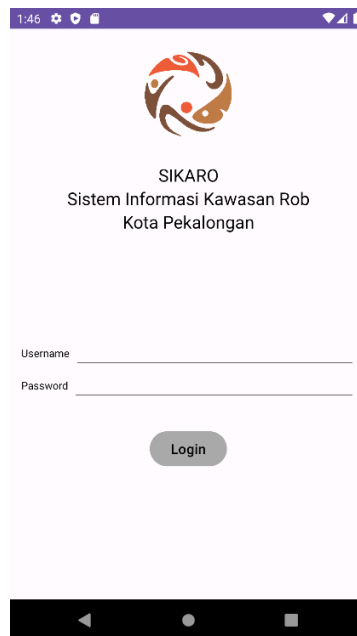 1:46
SIKARO
Sistem Informasi Kawasan Rob
Kota Pekalongan
Username
Password
Login